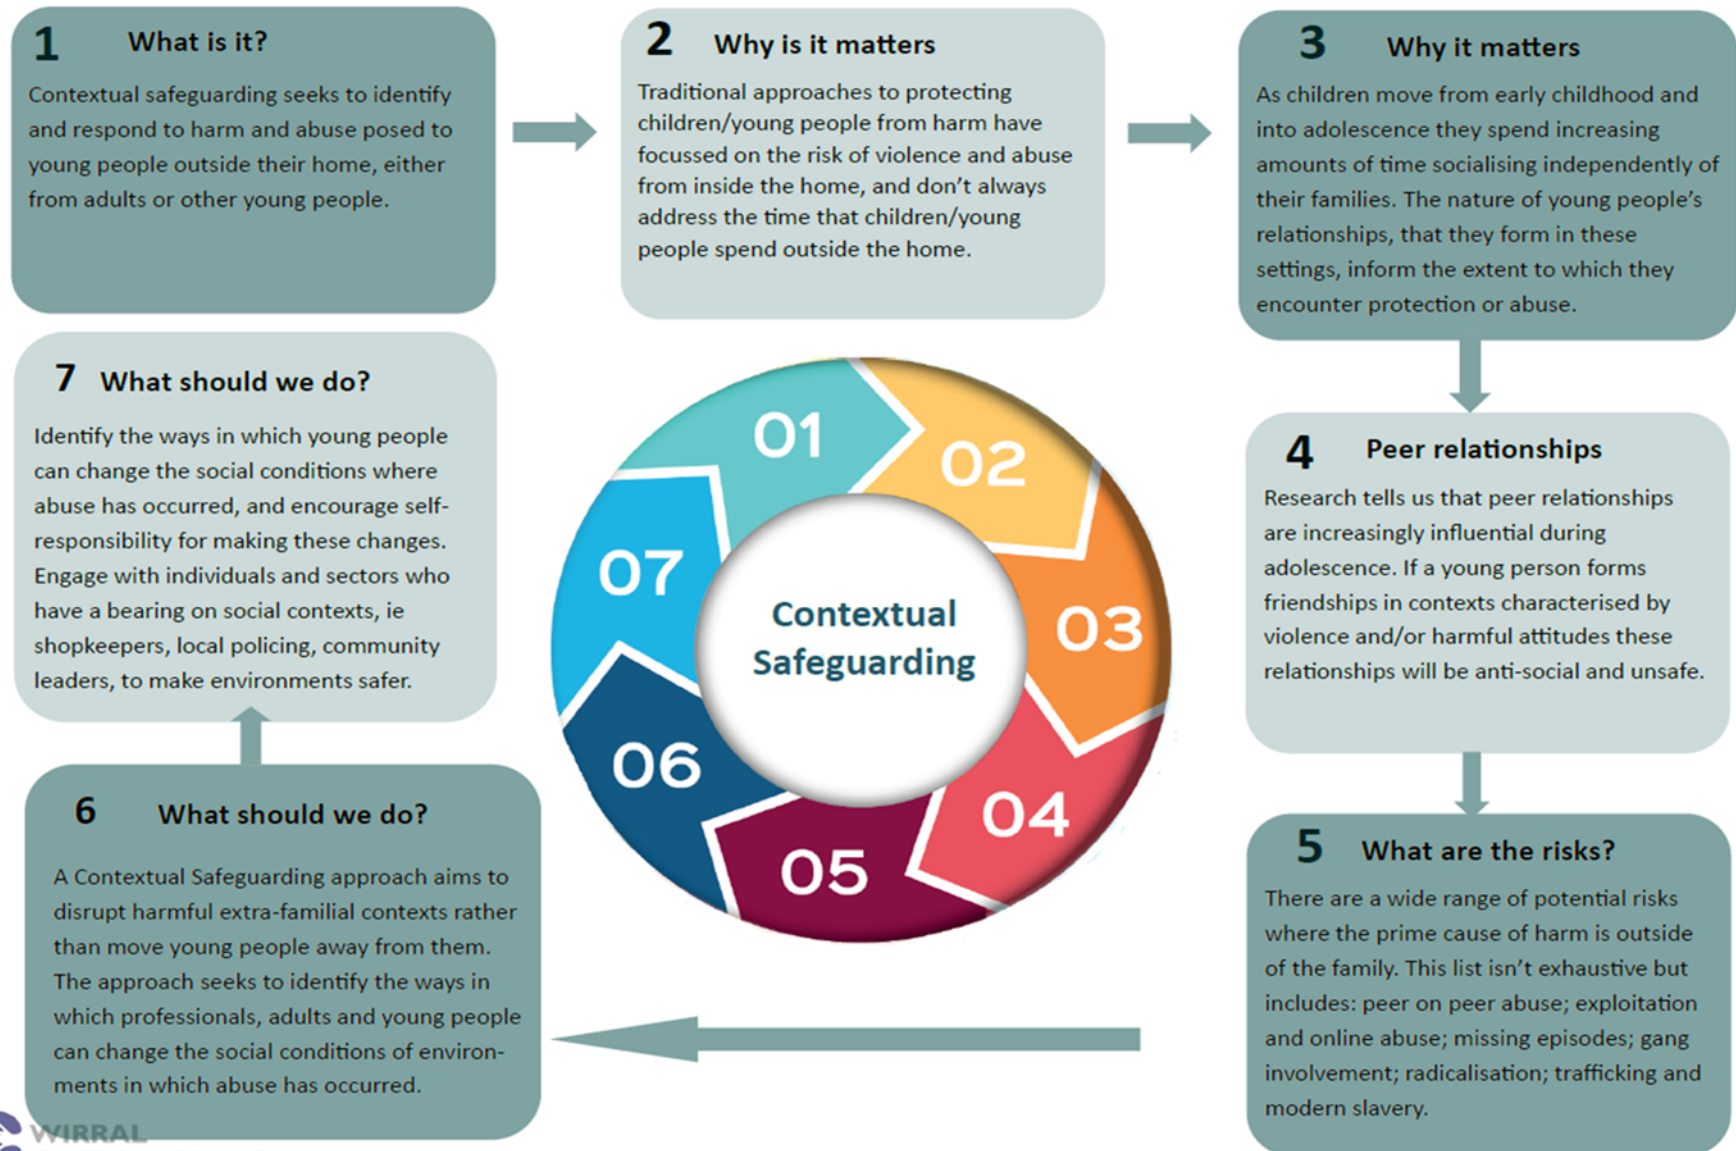 1 What is it?
Contextual safeguarding seeks to identify
and respond to harm and abuse posed to
young people outside their home, either
from adults or other young people.
2 Why is it matters
Traditional approaches to protecting
children/young people from harm have
focussed on the risk of violence and abuse
from inside the home, and don't always
address the time that children/young
people spend outside the home.
3 Why it matters
As children move from early childhood and
into adolescence they spend increasing
amounts of time socialising independently of
their families. The nature of young people's
relationships, that they form in these
settings, inform the extent to which they
encounter protection or abuse.
4 Peer relationships
Research tells us that peer relationships
are increasingly influential during
adolescence. If a young person forms
friendships in contexts characterised by
violence and/or harmful attitudes these
relationships will be anti-social and unsafe.
5 What are the risks?
There are a wide range of potential risks
where the prime cause of harm is outside
of the family. This list isn't exhaustive but
includes: peer on peer abuse; exploitation
and online abuse; missing episodes; gang
involvement; radicalisation; trafficking and
modern slavery.
6 What should we do?
A Contextual Safeguarding approach aims to
disrupt harmful extra-familial contexts rather
than move young people away from them.
The approach seeks to identify the ways in
which professionals, adults and young people
can change the social conditions of environ-
ments in which abuse has occurred.
7 What should we do?
Identify the ways in which young people
can change the social conditions where
abuse has occurred, and encourage self-
responsibility for making these changes.
Engage with individuals and sectors who
have a bearing on social contexts, ie
shopkeepers, local policing, community
leaders, to make environments safer.
01
02
03
04
05
06
07
Contextual
Safeguarding
WIRRAL